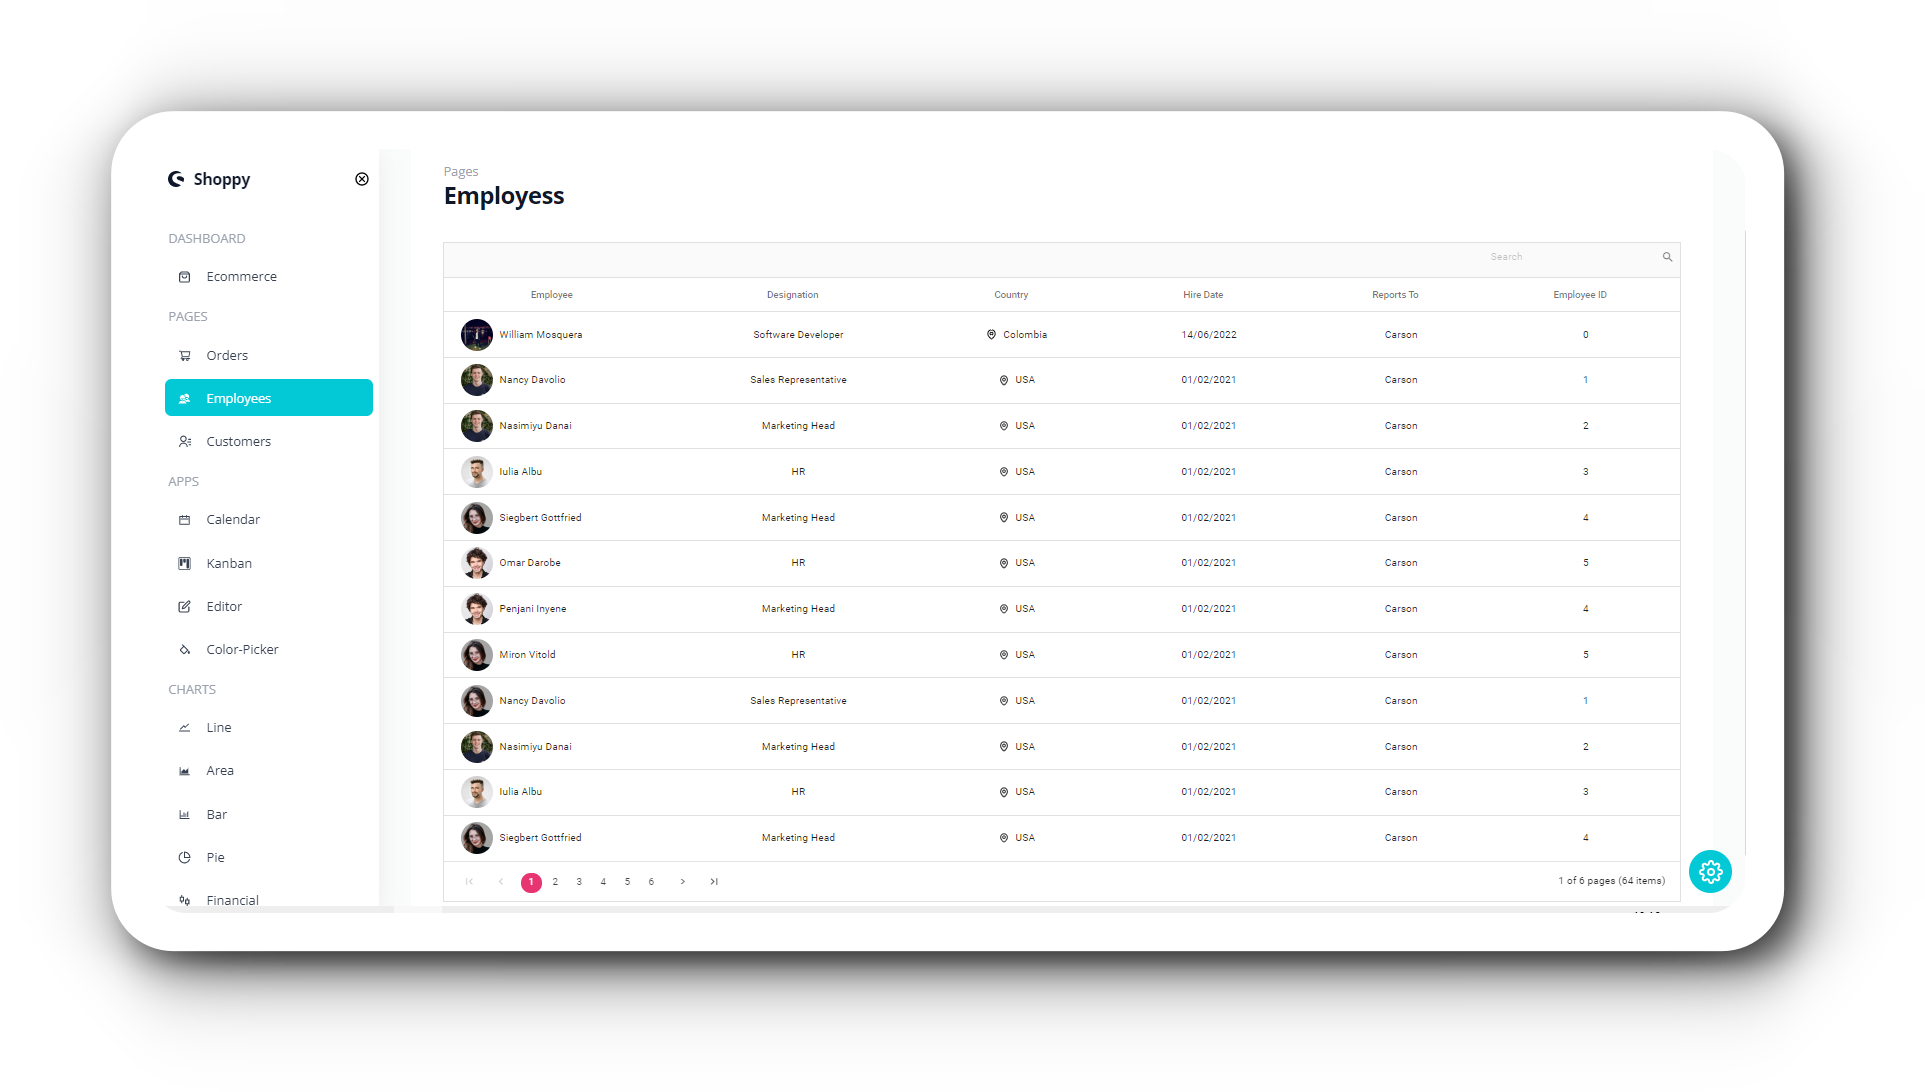 Shoppy
DASHBOARD
Ecommerce
PAGES
Orders
Employees
Customers
APPS
Calendar
Kanban
Editor
Color-Picker
CHARTS
Line
Area
Bar
Pie
Financial
Pages
Employess
Search
Employee Designation Country Hire Date Reports To Employee ID
William Mosquera Software Developer Colombia 14/06/2022 Carson 0
Nancy Davolio Sales Representative USA 01/02/2021 Carson 1
Nasimiyu Danai Marketing Head USA 01/02/2021 Carson 2
Iulia Albu HR USA 01/02/2021 Carson 3
Siegbert Gottfried Marketing Head USA 01/02/2021 Carson 4
Omar Darobe HR USA 01/02/2021 Carson 5
Penjani Inyene Marketing Head USA 01/02/2021 Carson 4
Miron Vitold HR USA 01/02/2021 Carson 5
Nancy Davolio Sales Representative USA 01/02/2021 Carson 1
Nasimiyu Danai Marketing Head USA 01/02/2021 Carson 2
Iulia Albu HR USA 01/02/2021 Carson 3
Siegbert Gottfried Marketing Head USA 01/02/2021 Carson 4
1 2 3 4 5 6 1 of 6 pages (64 items)